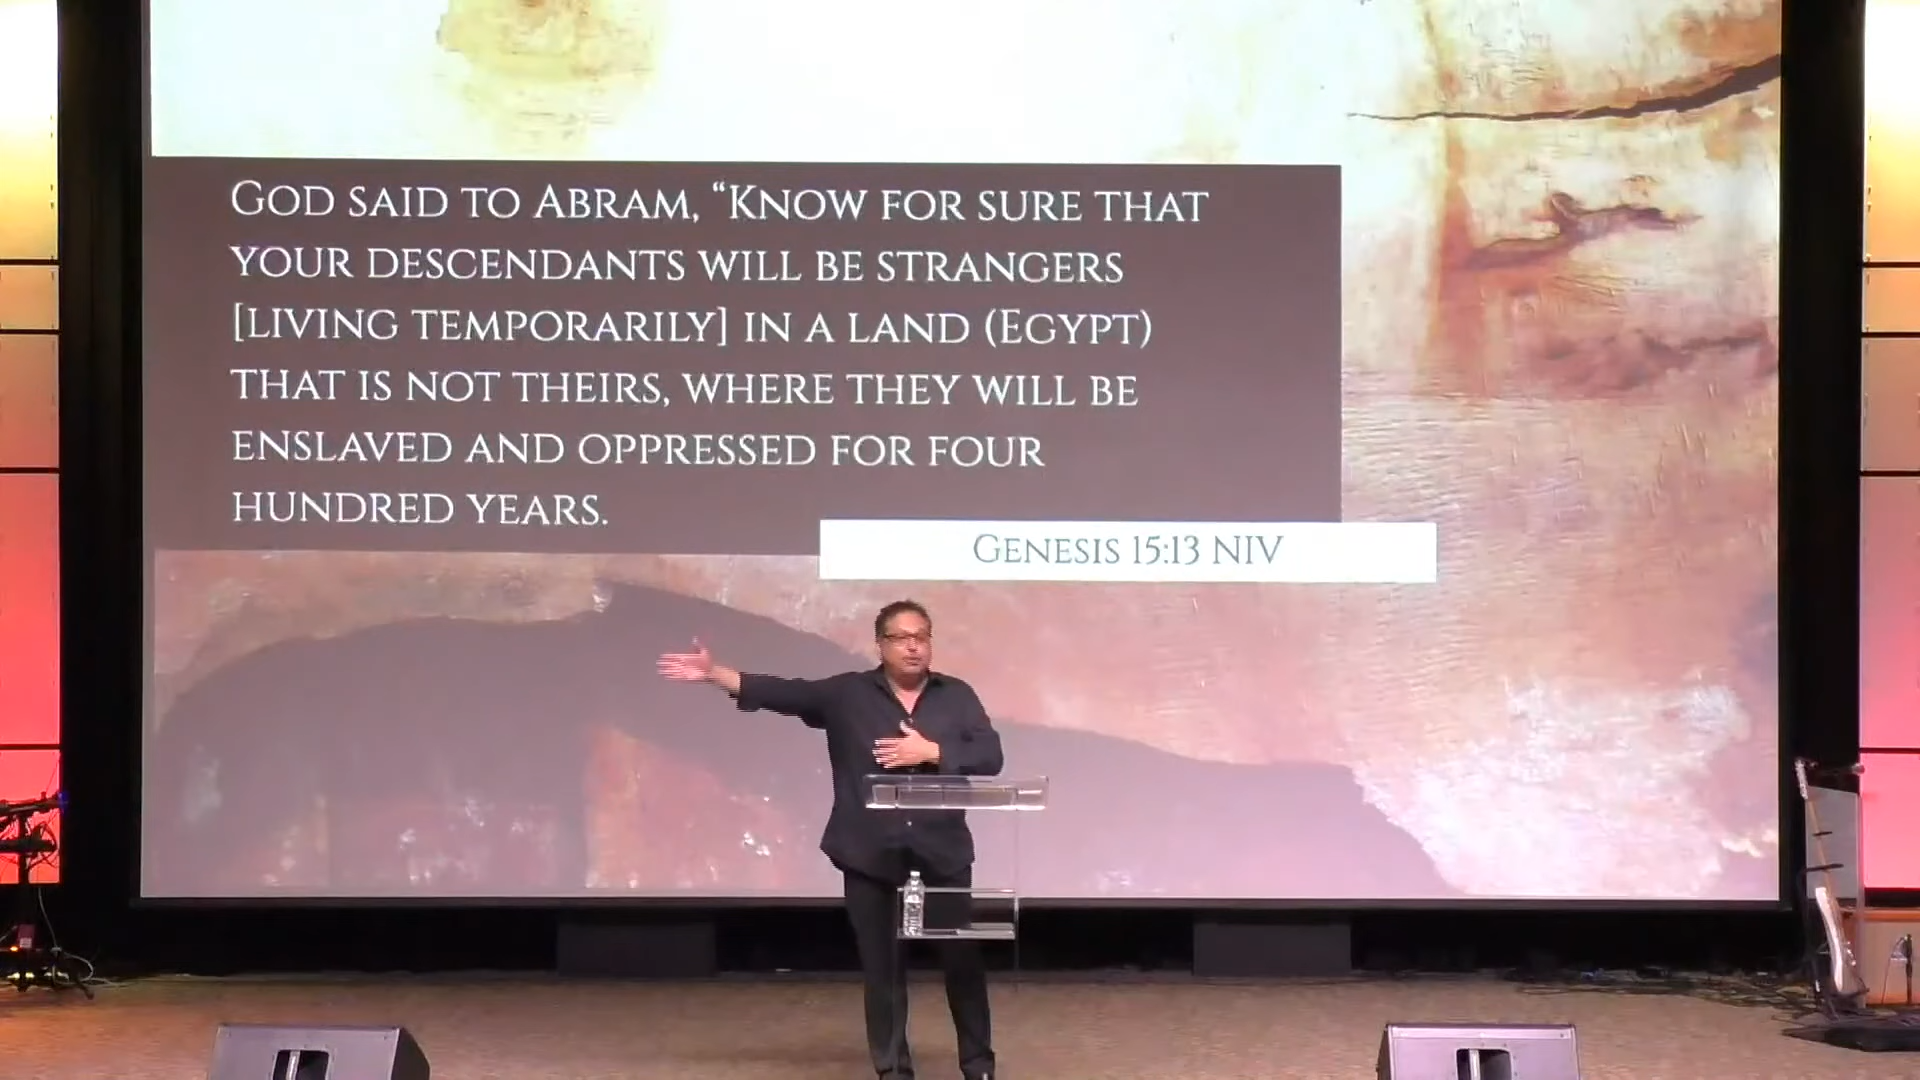 God said to Abram, “Know for sure that
your descendants will be strangers
[living temporarily] in a land (Egypt)
that is not theirs, where they will be
enslaved and oppressed for four
hundred years.
Genesis 15:13 NIV